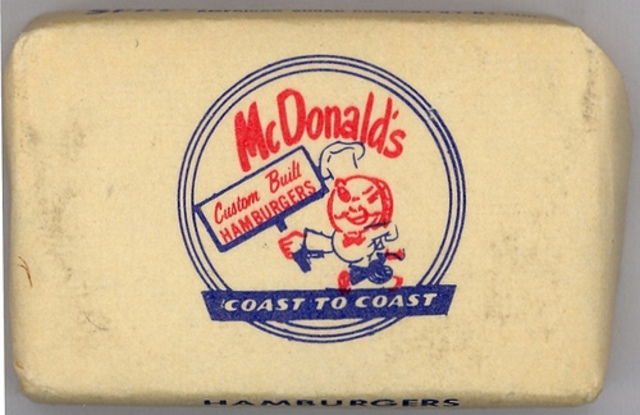 McDonald's
Custom Built
HAMBURGERS
COAST TO COAST
HAMBURGERS